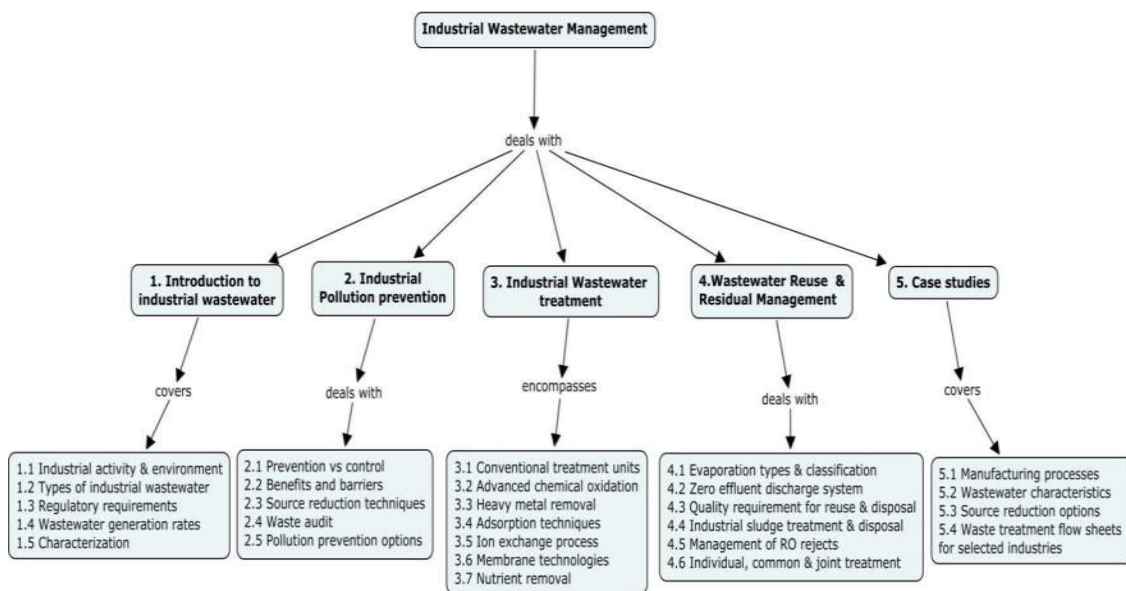 Industrial Wastewater Management
deals with
1. Introduction to
industrial wastewater
2. Industrial
Pollution prevention
3. Industrial Wastewater
treatment
4.Wastewater Reuse &
Residual Management
5. Case studies
covers
deals with
encompasses
deals with
covers
1.1 Industrial activity & environment
1.2 Types of industrial wastewater
1.3 Regulatory requirements
1.4 Wastewater generation rates
1.5 Characterization
2.1 Prevention vs control
2.2 Benefits and barriers
2.3 Source reduction techniques
2.4 Waste audit
2.5 Pollution prevention options
3.1 Conventional treatment units
3.2 Advanced chemical oxidation
3.3 Heavy metal removal
3.4 Adsorption techniques
3.5 Ion exchange process
3.6 Membrane technologies
3.7 Nutrient removal
4.1 Evaporation types & classification
4.2 Zero effluent discharge system
4.3 Quality requirement for reuse & disposal
4.4 Industrial sludge treatment & disposal
4.5 Management of RO rejects
4.6 Individual, common & joint treatment
5.1 Manufacturing processes
5.2 Wastewater characteristics
5.3 Source reduction options
5.4 Waste treatment flow sheets
for selected industries